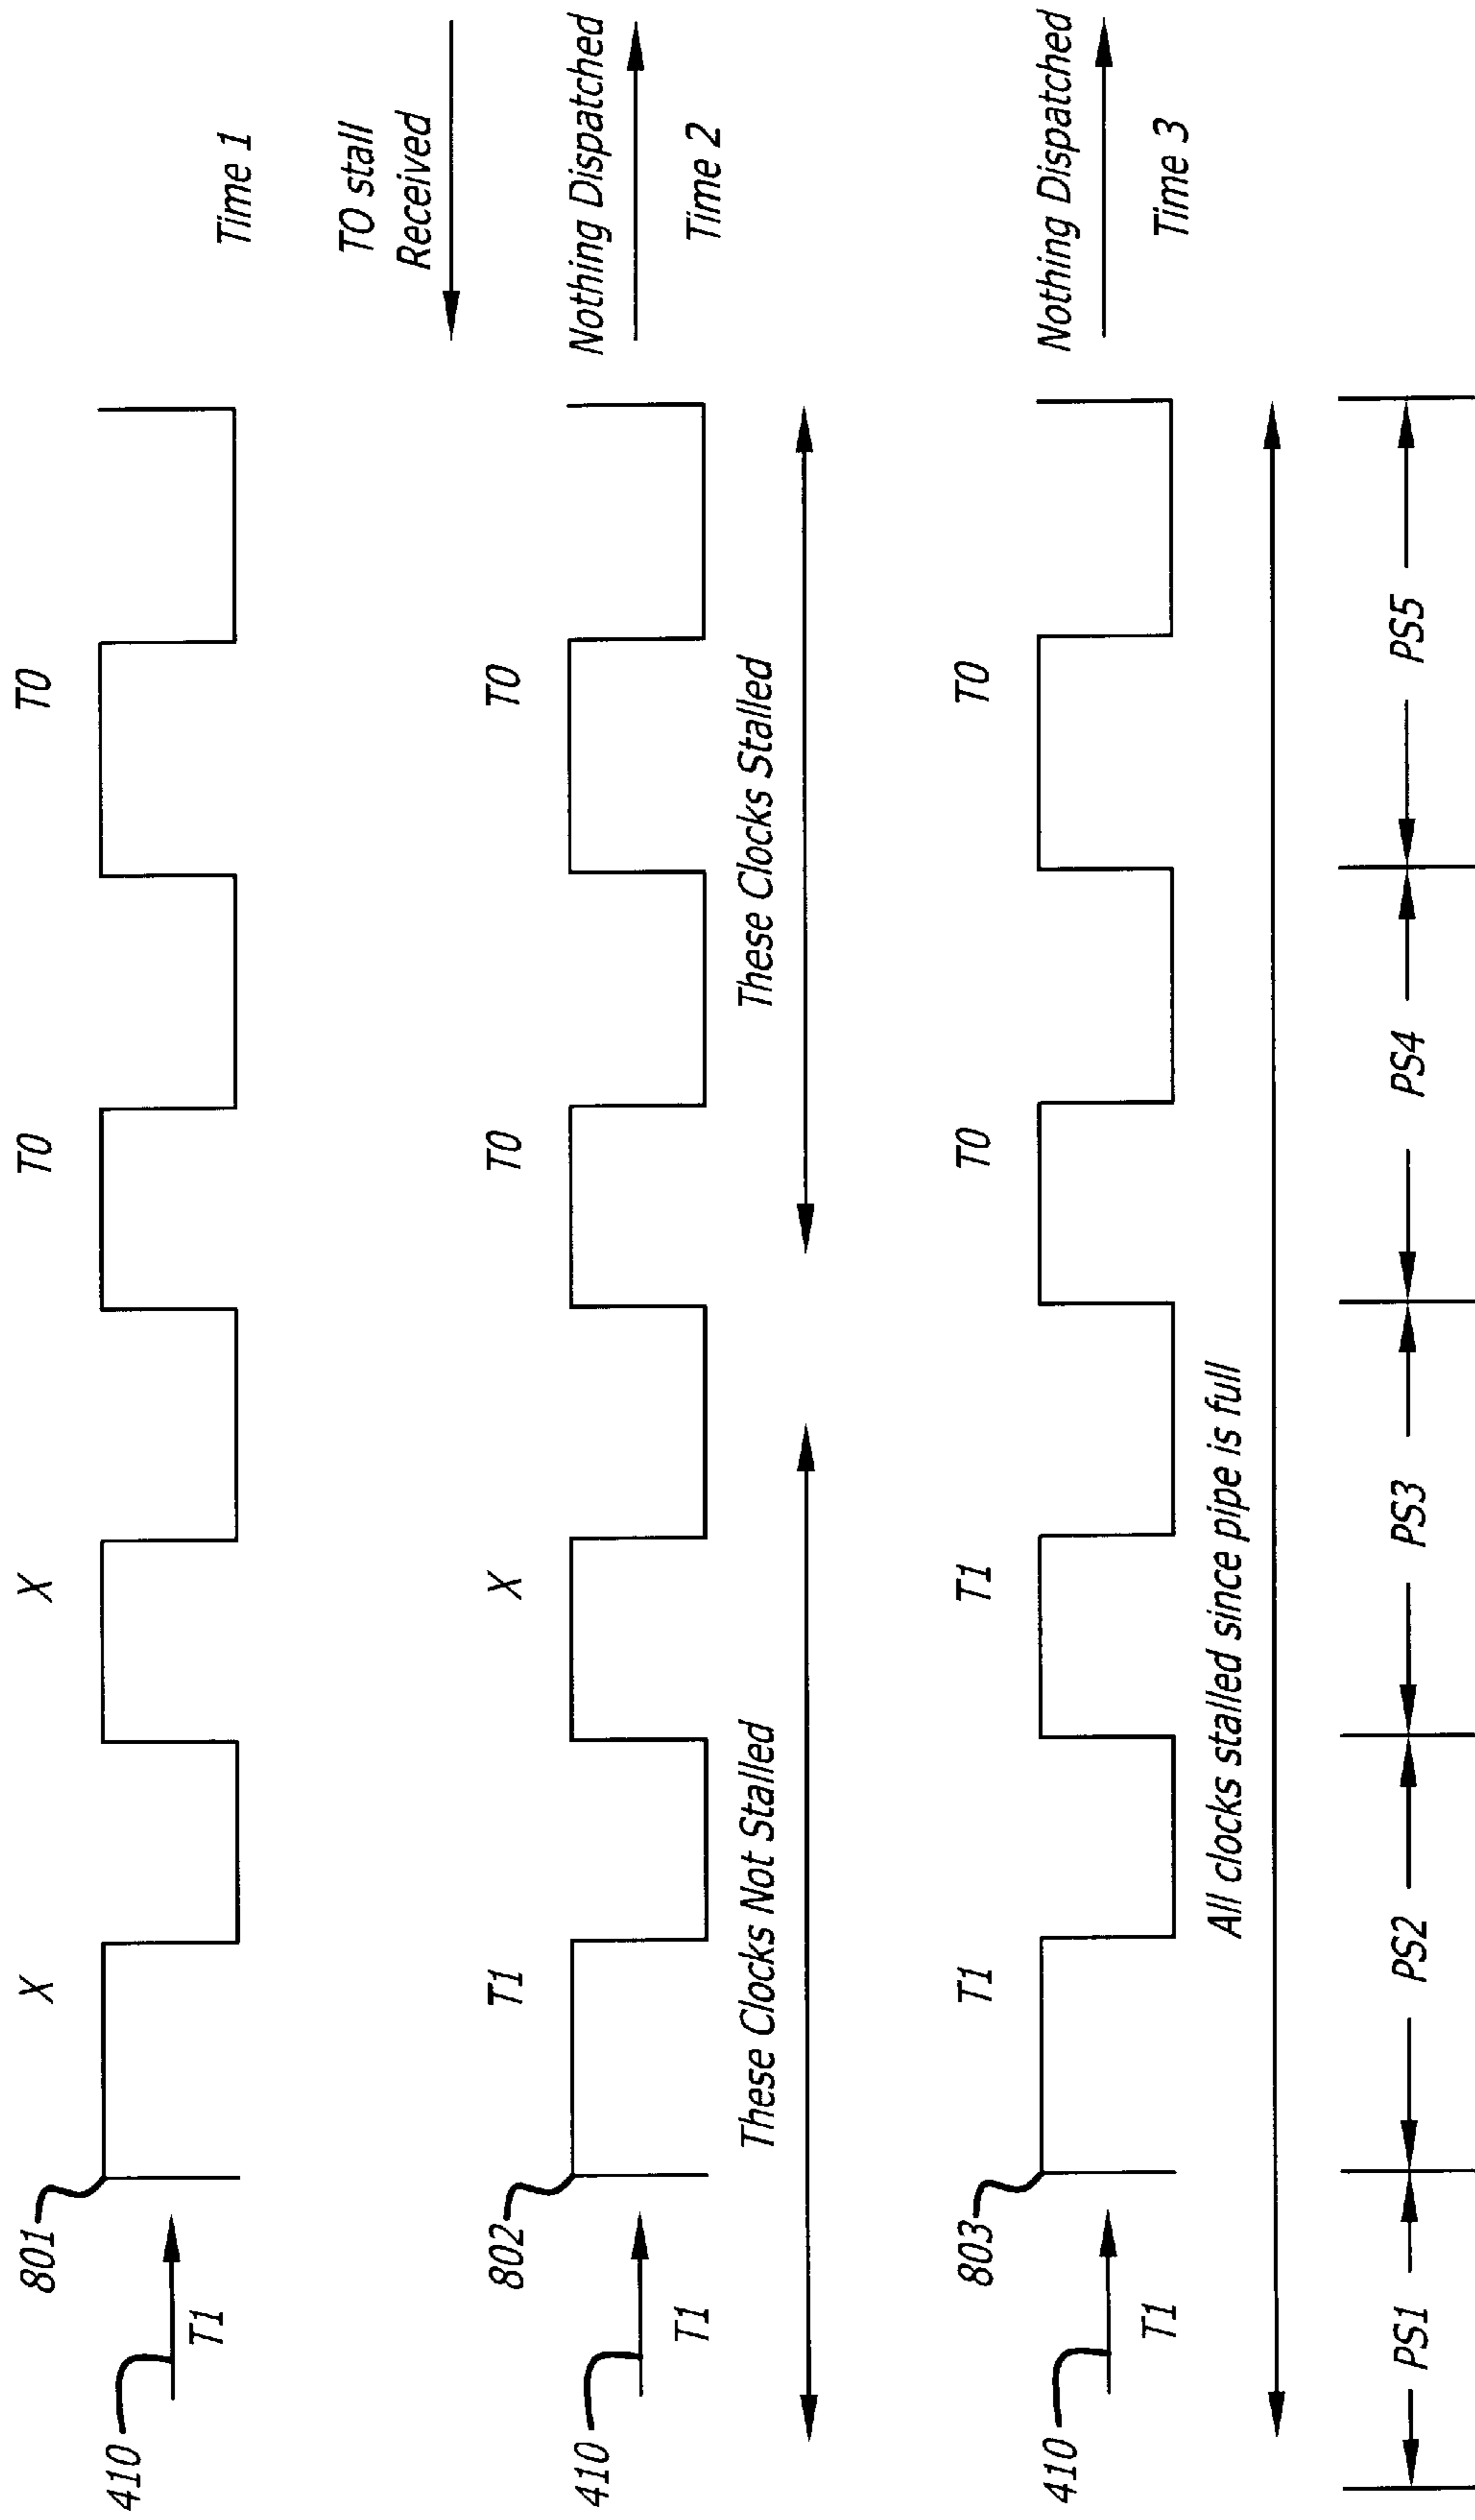 801 X X T0 T0
410
T1 Time 1
T0 stall
Received
802 T1 X T0 T0
410 Nothing Dispatched
T1 Time 2
These Clocks Not Stalled These Clocks Stalled
803 T1 T1 T0 T0
410 Nothing Dispatched
T1 Time 3
All clocks stalled since pipe is full
PS1 PS2 PS3 PS4 PS5